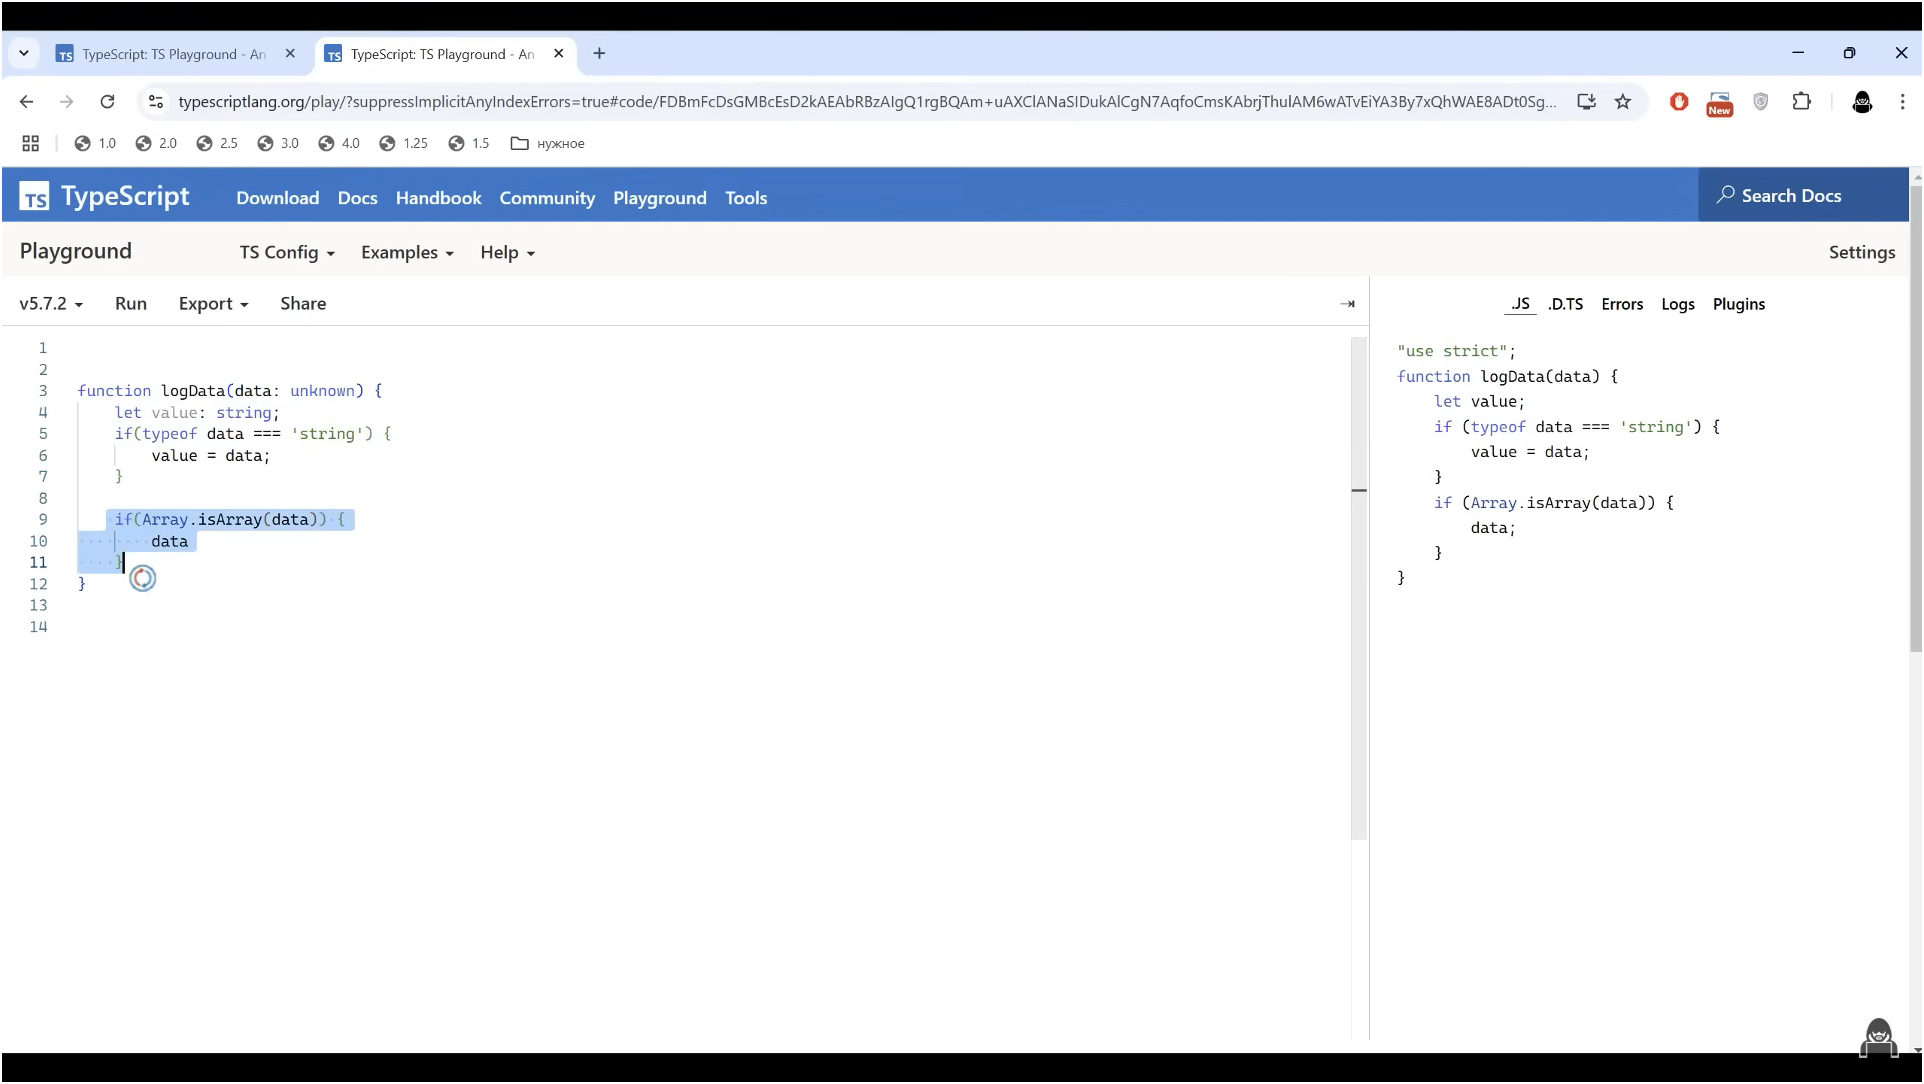 TypeScript: TS Playground - An
TypeScript: TS Playground - An
typescriptlang.org/play/?suppressImplicitAnyIndexErrors=true#code/FDBmFcDsGMBcEsD2kAEAbRBzAIgQ1rgBQAm+uAXClANaSIDukAlCgN7AqfoCmsKAbrjThulAM6wATvEiYA3By7xQhWAE8ADt0Sg...
New
1.0
2.0
2.5
3.0
4.0
1.25
1.5
нужное
TS TypeScript
Download
Docs
Handbook
Community
Playground
Tools
Search Docs
Playground
TS Config
Examples
Help
Settings
v5.7.2
Run
Export
Share
.JS
.D.TS
Errors
Logs
Plugins
1
2
3 function logData(data: unknown) {
4 let value: string;
5 if(typeof data === 'string') {
6 value = data;
7 }
8
9 if(Array.isArray(data)) {
10 data
11 }
12 }
13
14
"use strict";
function logData(data) {
let value;
if (typeof data === 'string') {
value = data;
}
if (Array.isArray(data)) {
data;
}
}